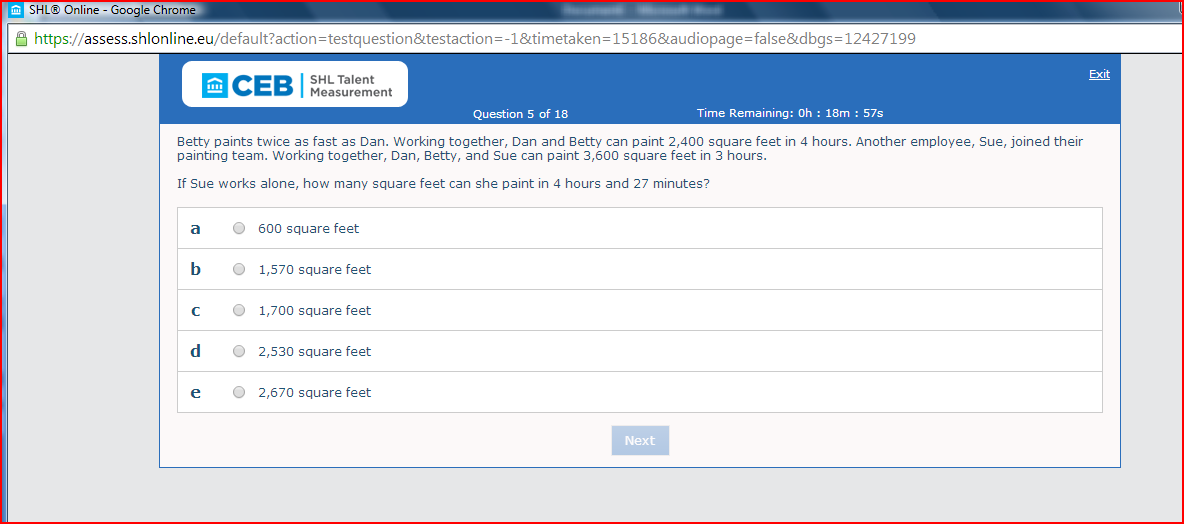 SHL® Online - Google Chrome
https://assess.shlonline.eu/default?action=testquestion&testaction=-1&timetaken=15186&audiopage=false&dbgs=12427199
CEB SHL Talent
Measurement
Exit
Question 5 of 18 Time Remaining: 0h : 18m : 57s
Betty paints twice as fast as Dan. Working together, Dan and Betty can paint 2,400 square feet in 4 hours. Another employee, Sue, joined their
painting team. Working together, Dan, Betty, and Sue can paint 3,600 square feet in 3 hours.
If Sue works alone, how many square feet can she paint in 4 hours and 27 minutes?
a 600 square feet
b 1,570 square feet
c 1,700 square feet
d 2,530 square feet
e 2,670 square feet
Next